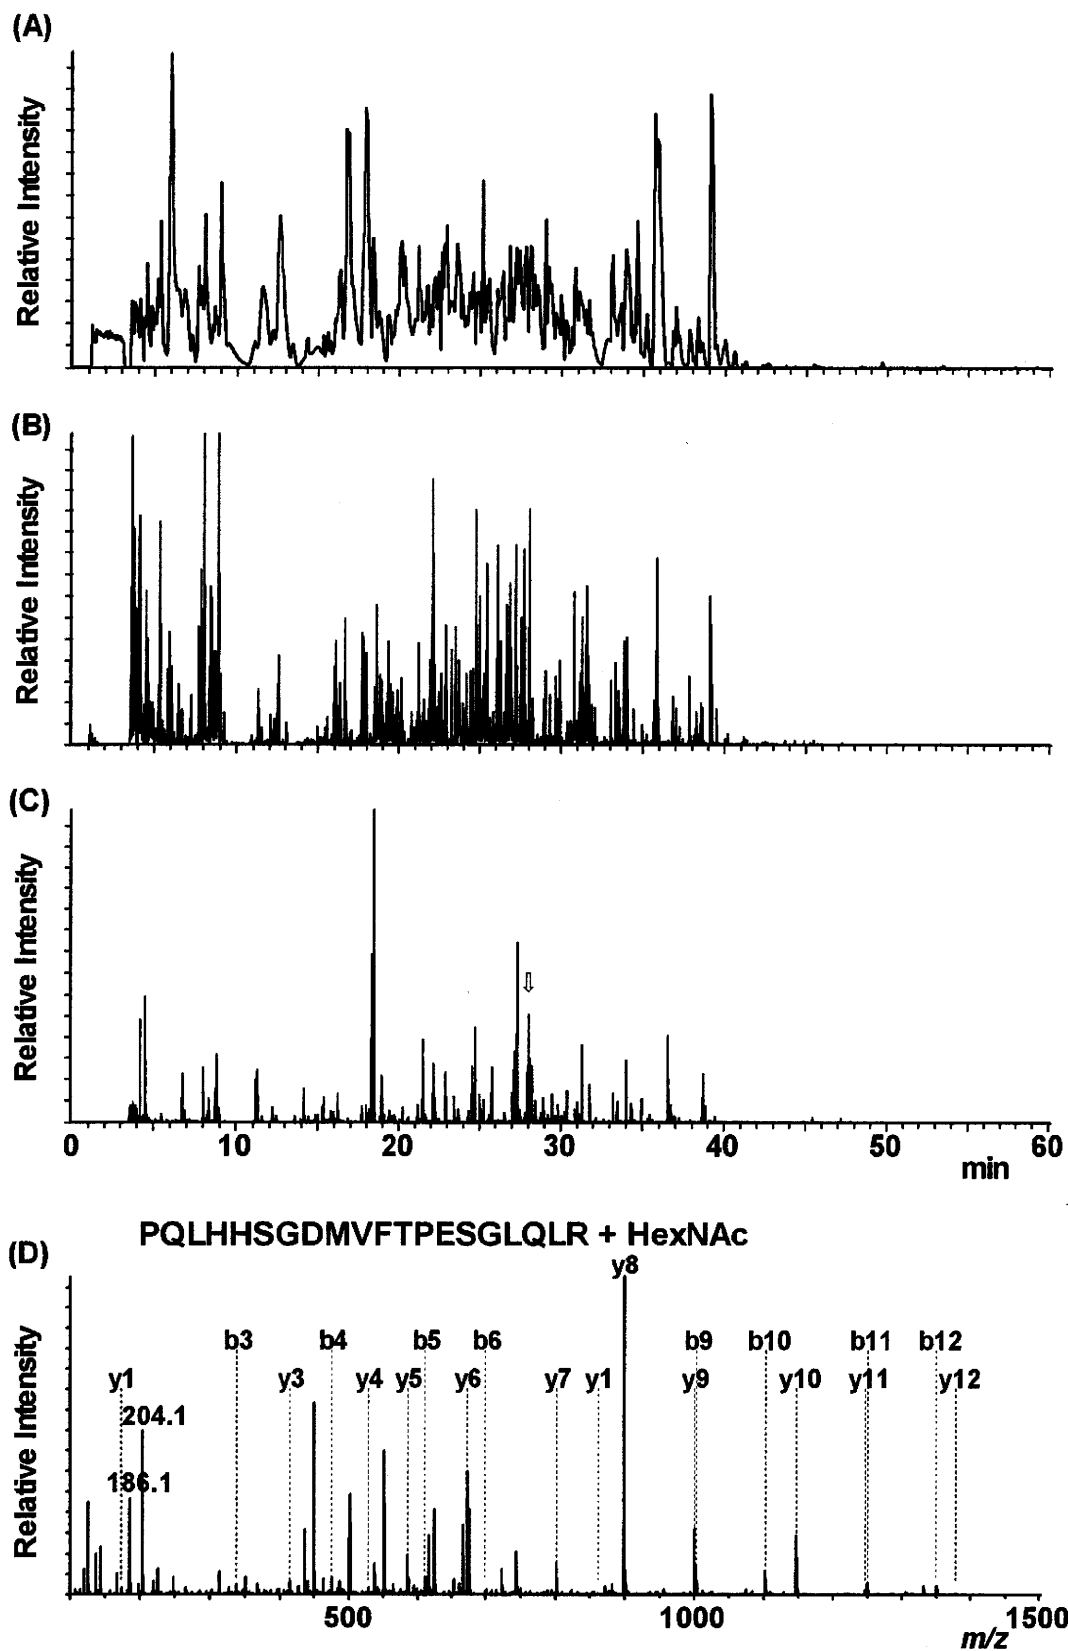 (A)
Relative Intensity
(B)
Relative Intensity
(C)
Relative Intensity
0 10 20 30 40 50 60
min
PQLHHSGDMVFTPESGLQLR + HexNAc
(D)
y8
b3 b4 b5 b6 b9 b10 b11 b12
y1 y3 y4 y5 y6 y7 y1 y9 y10 y11 y12
204.1
186.1
Relative Intensity
500 1000 1500
m/z